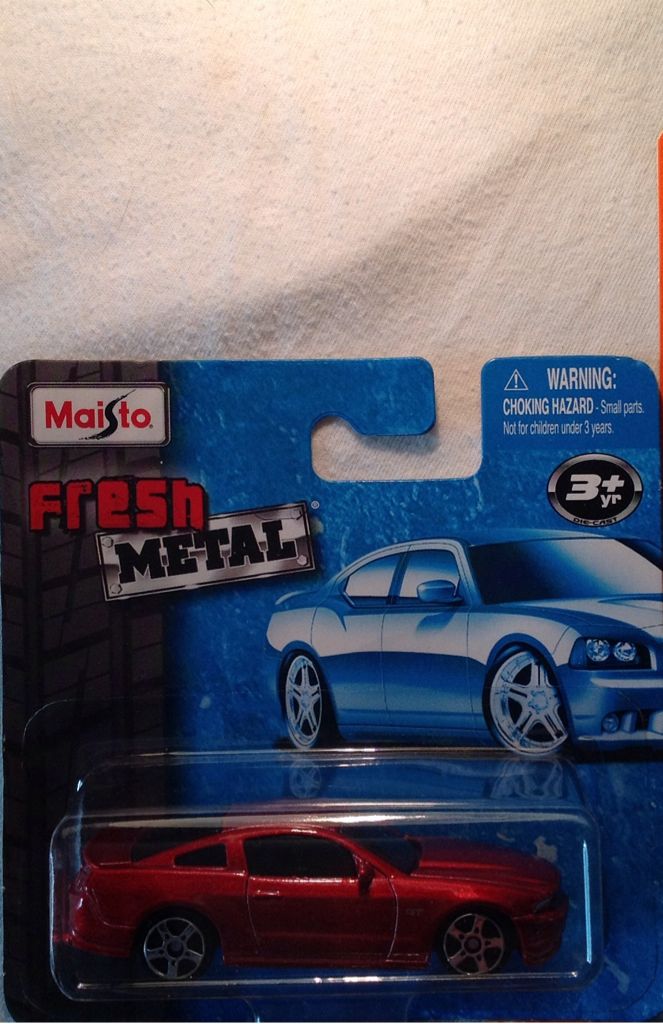 Maisto
WARNING:
CHOKING HAZARD - Small parts.
Not for children under 3 years.
Fresh
METAL®
3+
yr
DIE-CAST
GT